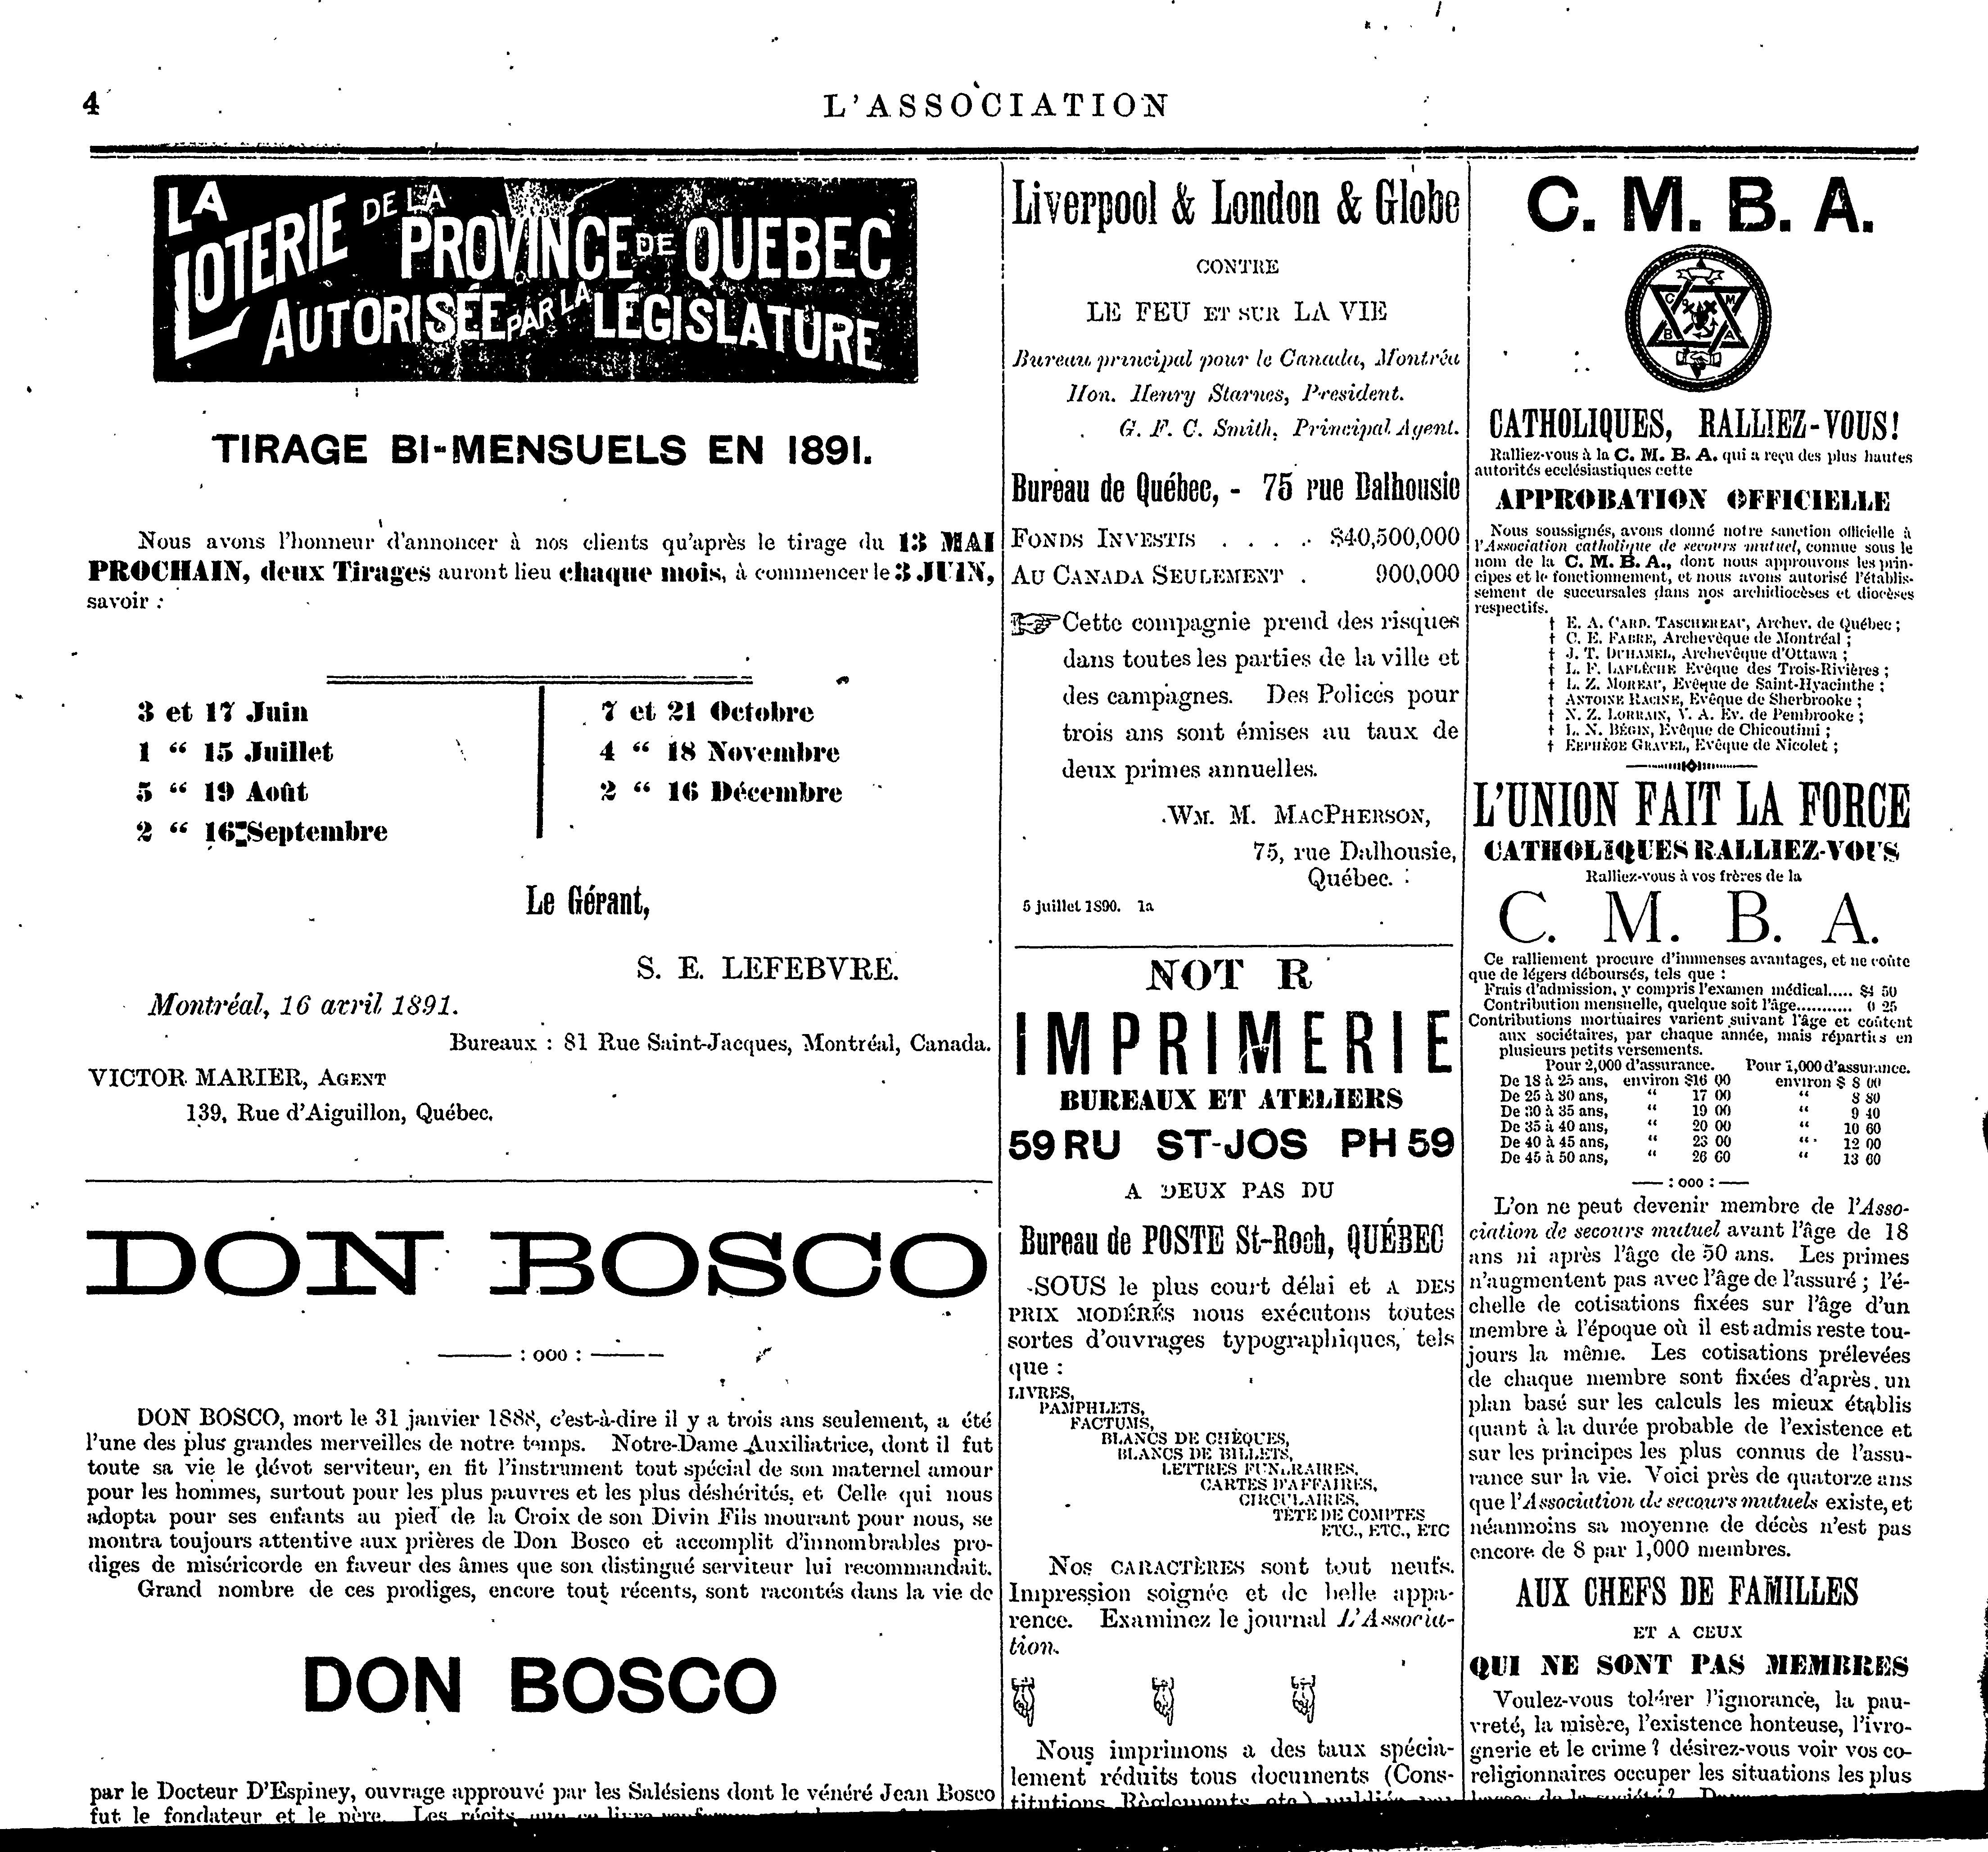 4
L'ASSOCIATION
LA
LOTERIE DE LA PROVINCE DE QUEBEC
AUTORISÉE PAR LA LÉGISLATURE
TIRAGE BI-MENSUELS EN 1891.
Nous avons l'honneur d'annoncer à nos clients qu'après le tirage du 13 MAI
PROCHAIN, deux Tirages auront lieu chaque mois, à commencer le 3 JUIN,
savoir :
3 et 17 Juin
1 “ 15 Juillet
5 “ 19 Août
2 “ 16 Septembre
7 et 21 Octobre
4 “ 18 Novembre
2 “ 16 Décembre
Le Gérant,
S. E. LEFEBVRE.
Montréal, 16 avril 1891.
Bureaux : 81 Rue Saint-Jacques, Montréal, Canada.
VICTOR MARIER, AGENT
139, Rue d'Aiguillon, Québec.
DON BOSCO
: ooo :
DON BOSCO, mort le 31 janvier 1888, c'est-à-dire il y a trois ans seulement, a été
l'une des plus grandes merveilles de notre temps. Notre-Dame Auxiliatrice, dont il fut
toute sa vie le dévot serviteur, en fit l'instrument tout spécial de son maternel amour
pour les hommes, surtout pour les plus pauvres et les plus déshérités, et Celle qui nous
adopta pour ses enfants au pied de la Croix de son Divin Fils mourant pour nous, se
montra toujours attentive aux prières de Don Bosco et accomplit d'innombrables pro-
diges de miséricorde en faveur des âmes que son distingué serviteur lui recommandait.
Grand nombre de ces prodiges, encore tout récents, sont racontés dans la vie de
DON BOSCO
par le Docteur D'Espiney, ouvrage approuvé par les Salésiens dont le vénéré Jean Bosco
fut le fondateur et le père. Les récits que ce livre
Liverpool & London & Globe
CONTRE
LE FEU ET SUR LA VIE
Bureau principal pour le Canada, Montréa
Hon. Henry Starnes, President.
G. F. C. Smith, Principal Agent.
Bureau de Québec, - 75 rue Dalhousie
FONDS INVESTIS . . . . $40,500,000
AU CANADA SEULEMENT . 900,000
Cette compagnie prend des risques
dans toutes les parties de la ville et
des campagnes. Des Polices pour
trois ans sont émises au taux de
deux primes annuelles.
WM. M. MACPHERSON,
75, rue Dalhousie,
Québec.
5 juillet 1890. 1a
NOT R
IMPRIMERIE
BUREAUX ET ATELIERS
59 RU ST-JOS PH 59
A DEUX PAS DU
Bureau de POSTE St-Roch, QUÉBEC
SOUS le plus court délai et A DES
PRIX MODÉRÉS nous exécutons toutes
sortes d'ouvrages typographiques, tels
que :
LIVRES,
PAMPHLETS,
FACTUMS,
BLANCS DE CHÈQUES,
BLANCS DE BILLETS,
LETTRES FUNERAIRES,
CARTES D'AFFAIRES,
CIRCULAIRES,
TÊTE DE COMPTES
ETC., ETC., ETC
Nos CARACTÈRES sont tout neufs.
Impression soignée et de belle appa-
rence. Examinez le journal L'Associa-
tion.
Nous imprimons a des taux spécia-
lement réduits tous documents (Cons-
titutions, Règlements, etc.)
C. M. B. A.
C M
B A
CATHOLIQUES, RALLIEZ-VOUS!
Ralliez-vous à la C. M. B. A. qui a reçu des plus hautes
autorités ecclésiastiques cette
APPROBATION OFFICIELLE
Nous soussignés, avons donné notre sanction officielle à
l'Association catholique de secours mutuel, connue sous le
nom de la C. M. B. A., dont nous approuvons les prin-
cipes et le fonctionnement, et nous avons autorisé l'établis-
sement de succursales dans nos archidiocèses et diocèses
respectifs.
† E. A. CARD. TASCHEREAU, Archev. de Québec ;
† C. E. FABRE, Archevêque de Montréal ;
† J. T. DUHAMEL, Archevêque d'Ottawa ;
† L. F. LAFLÈCHE Evêque des Trois-Rivières ;
† L. Z. MOREAU, Evêque de Saint-Hyacinthe ;
† ANTOINE RACINE, Evêque de Sherbrooke ;
† N. Z. LORRAIN, V. A. Ev. de Pembrooke ;
† L. N. BÉGIN, Evêque de Chicoutimi ;
† ELPHÈGE GRAVEL, Evêque de Nicolet ;
L'UNION FAIT LA FORCE
CATHOLIQUES RALLIEZ-VOUS
Ralliez-vous à vos frères de la
C. M. B. A.
Ce ralliement procure d'immenses avantages, et ne coûte
que de légers déboursés, tels que :
Frais d'admission, y compris l'examen médical..... $4 50
Contribution mensuelle, quelque soit l'âge........... 0 25
Contributions mortuaires varient suivant l'âge et coûtent
aux sociétaires, par chaque année, mais répartis en
plusieurs petits versements.
Pour 2,000 d'assurance. Pour 1,000 d'assurance.
De 18 à 25 ans, environ $16 00 environ $ 8 00
De 25 à 30 ans, “ 17 00 “ 8 80
De 30 à 35 ans, “ 19 00 “ 9 40
De 35 à 40 ans, “ 20 00 “ 10 60
De 40 à 45 ans, “ 23 00 “ 12 00
De 45 à 50 ans, “ 26 60 “ 13 60
: ooo :
L'on ne peut devenir membre de l'Asso-
ciation de secours mutuel avant l'âge de 18
ans ni après l'âge de 50 ans. Les primes
n'augmentent pas avec l'âge de l'assuré ; l'é-
chelle de cotisations fixées sur l'âge d'un
membre à l'époque où il est admis reste tou-
jours la même. Les cotisations prélevées
de chaque membre sont fixées d'après un
plan basé sur les calculs les mieux établis
quant à la durée probable de l'existence et
sur les principes les plus connus de l'assu-
rance sur la vie. Voici près de quatorze ans
que l'Association de secours mutuels existe, et
néanmoins sa moyenne de décès n'est pas
encore de 8 par 1,000 membres.
AUX CHEFS DE FAMILLES
ET A CEUX
QUI NE SONT PAS MEMBRES
Voulez-vous tolérer l'ignorance, la pau-
vreté, la misère, l'existence honteuse, l'ivro-
gnerie et le crime ? désirez-vous voir vos co-
religionnaires occuper les situations les plus
de la société ?